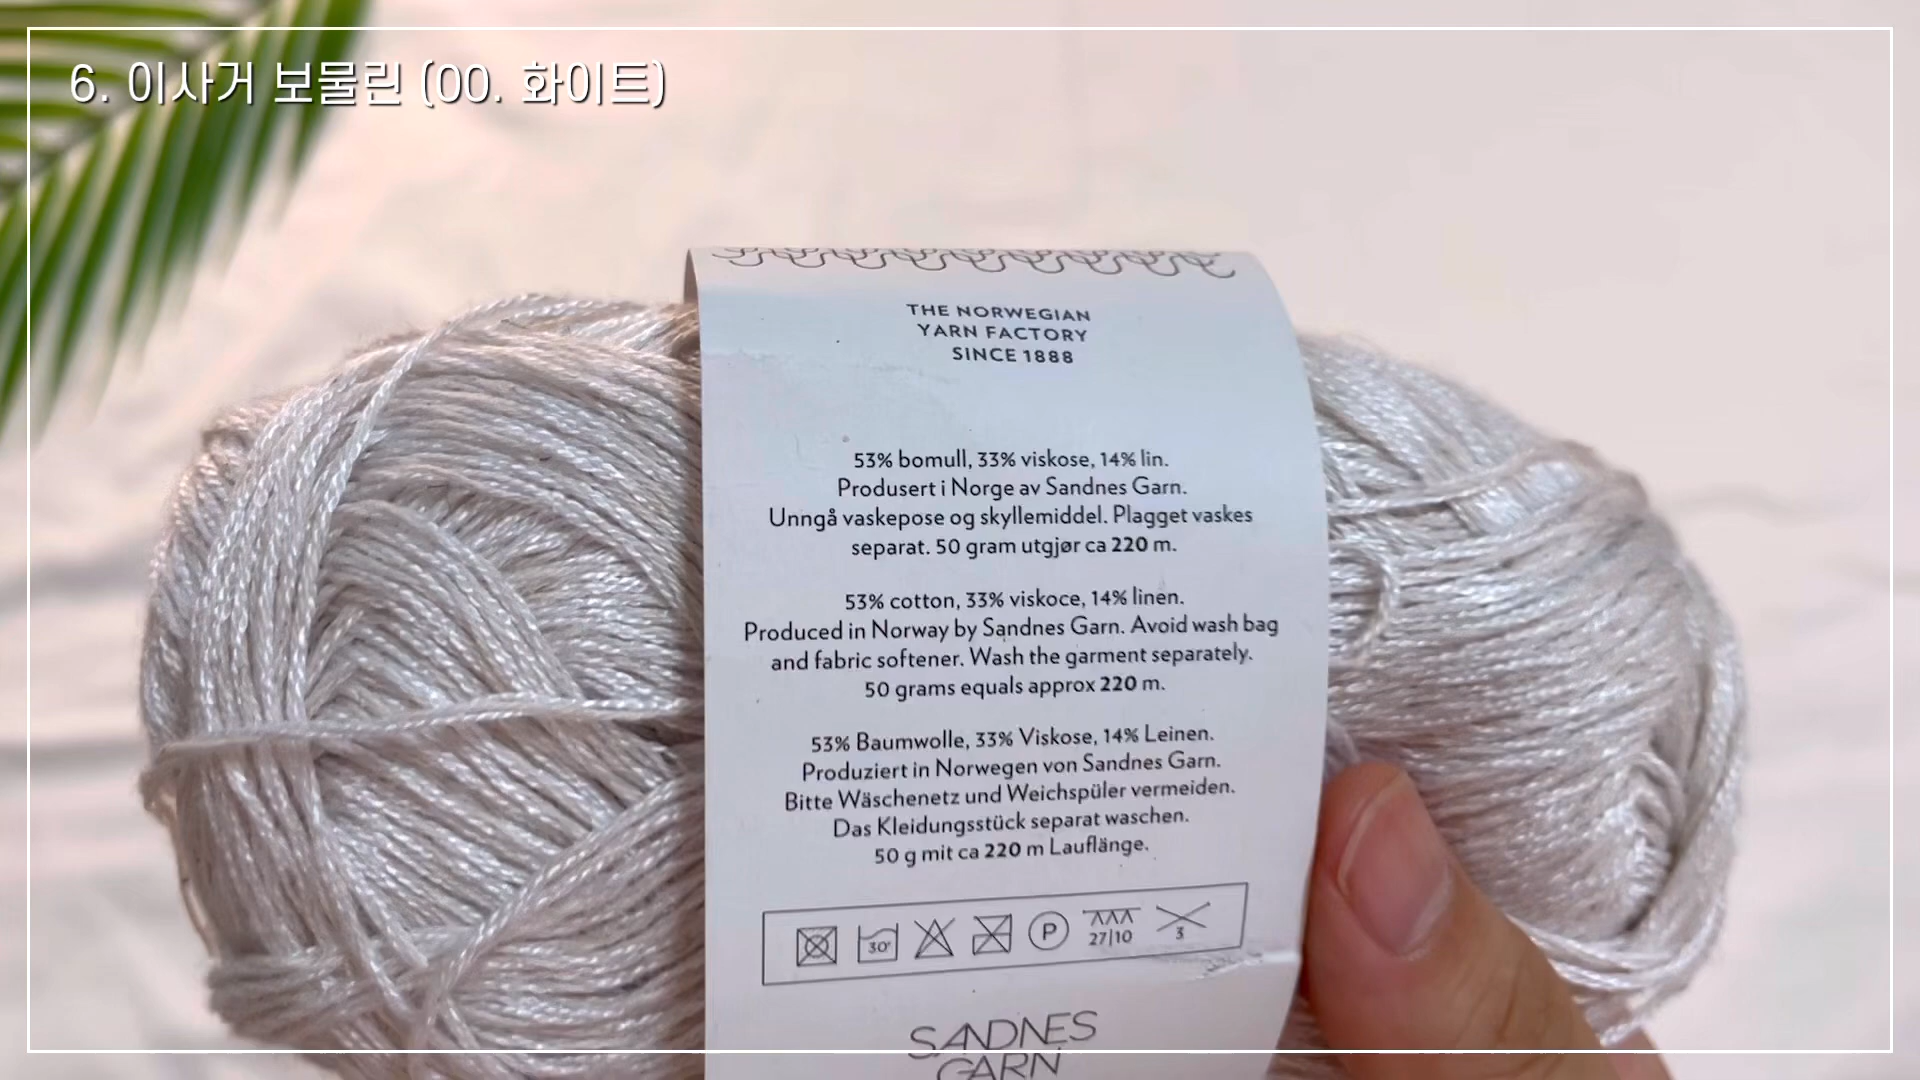 6. 이사거 보물린 (00. 화이트)
THE NORWEGIAN
YARN FACTORY
SINCE 1888
53% bomull, 33% viskose, 14% lin.
Produsert i Norge av Sandnes Garn.
Unngå vaskepose og skyllemiddel. Plagget vaskes
separat. 50 gram utgjør ca 220 m.
53% cotton, 33% viskoce, 14% linen.
Produced in Norway by Sandnes Garn. Avoid wash bag
and fabric softener. Wash the garment separately.
50 grams equals approx 220 m.
53% Baumwolle, 33% Viskose, 14% Leinen.
Produziert in Norwegen von Sandnes Garn.
Bitte Wäschenetz und Weichspüler vermeiden.
Das Kleidungsstück separat waschen.
50 g mit ca 220 m Lauflänge.
30° P 27|10 3
SANDNES
GARN